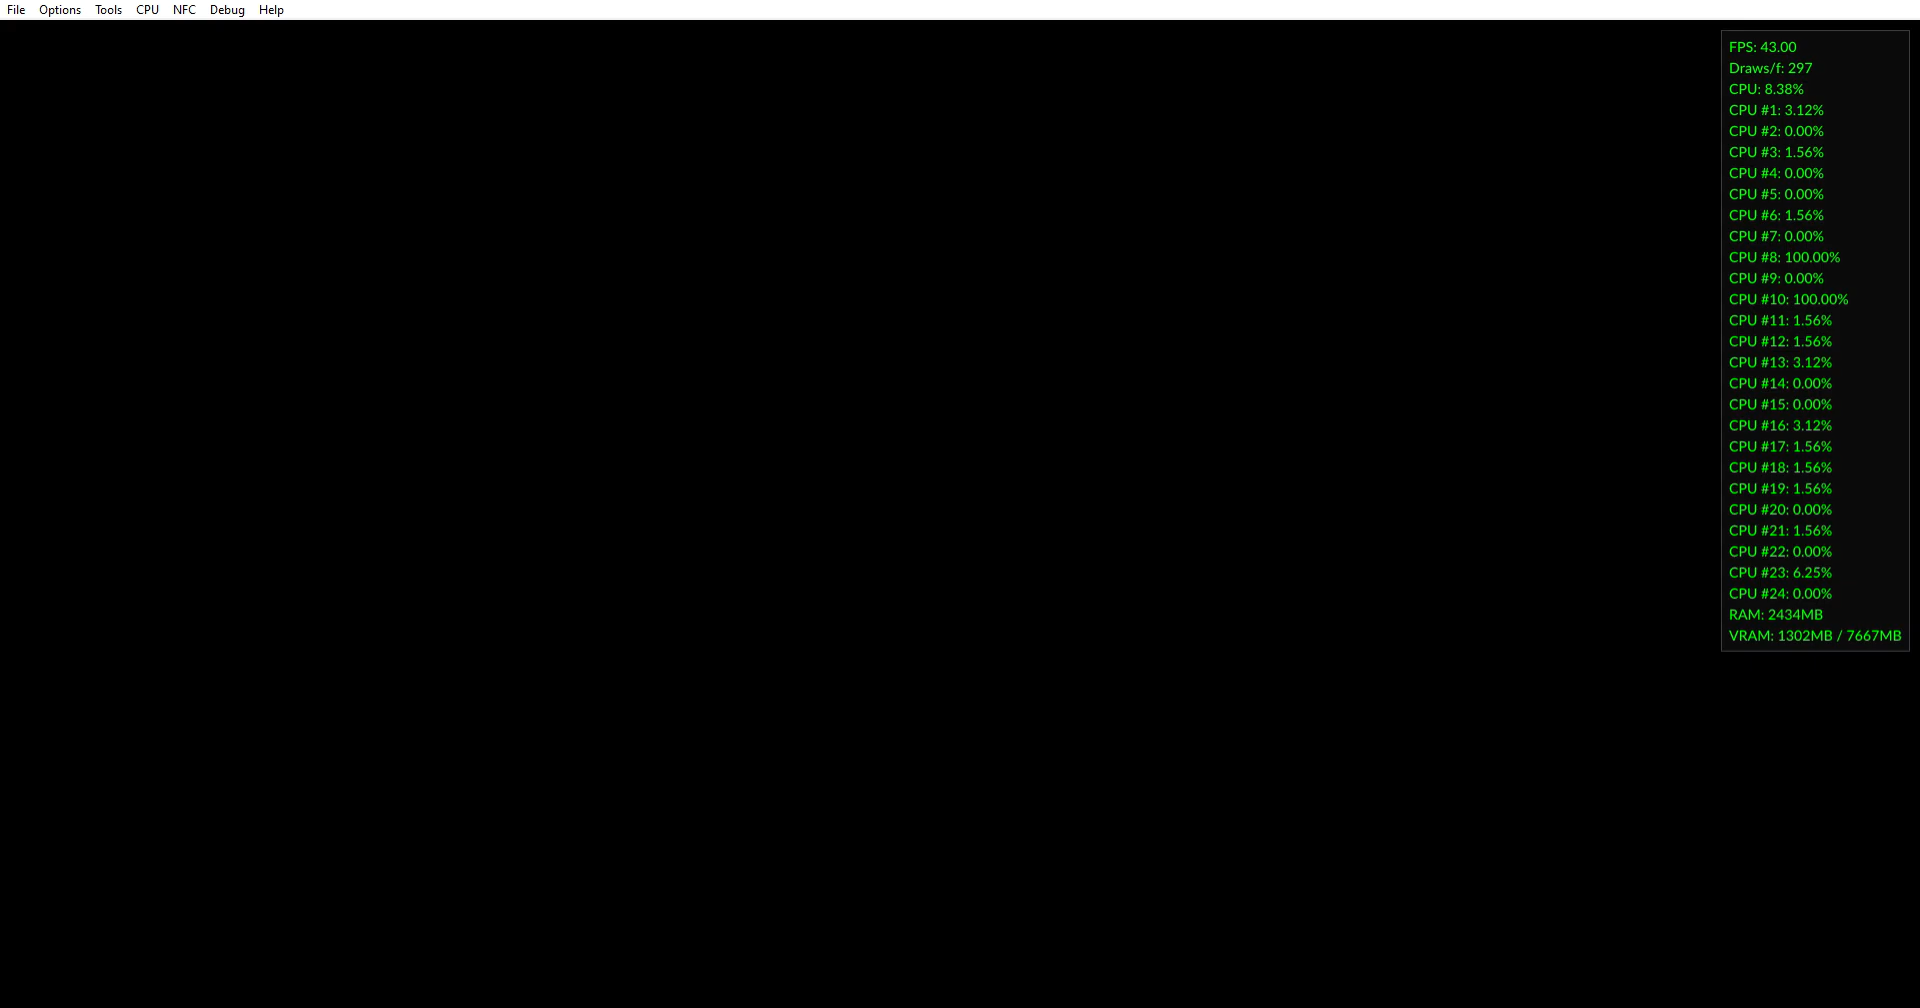 File Options Tools CPU NFC Debug Help
FPS: 43.00
Draws/f: 297
CPU: 8.38%
CPU #1: 3.12%
CPU #2: 0.00%
CPU #3: 1.56%
CPU #4: 0.00%
CPU #5: 0.00%
CPU #6: 1.56%
CPU #7: 0.00%
CPU #8: 100.00%
CPU #9: 0.00%
CPU #10: 100.00%
CPU #11: 1.56%
CPU #12: 1.56%
CPU #13: 3.12%
CPU #14: 0.00%
CPU #15: 0.00%
CPU #16: 3.12%
CPU #17: 1.56%
CPU #18: 1.56%
CPU #19: 1.56%
CPU #20: 0.00%
CPU #21: 1.56%
CPU #22: 0.00%
CPU #23: 6.25%
CPU #24: 0.00%
RAM: 2434MB
VRAM: 1302MB / 7667MB